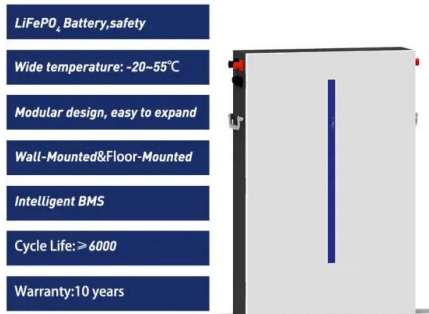 LiFePO₄ Battery,safety
Wide temperature: -20~55℃
Modular design, easy to expand
Wall-Mounted&Floor-Mounted
Intelligent BMS
Cycle Life:≥6000
Warranty:10 years